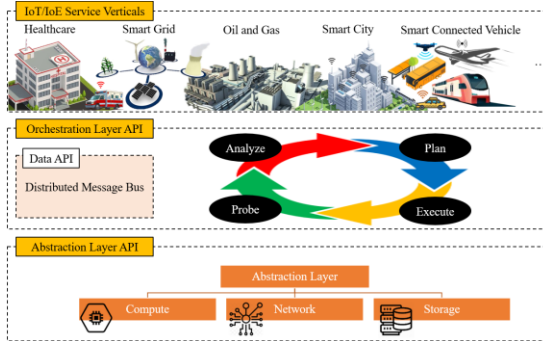 IoT/IoE Service Verticals
Healthcare
Smart Grid
Oil and Gas
Smart City
Smart Connected Vehicle
..
Orchestration Layer API
Data API
Distributed Message Bus
Analyze
Plan
Probe
Execute
Abstraction Layer API
Abstraction Layer
Compute
Network
Storage